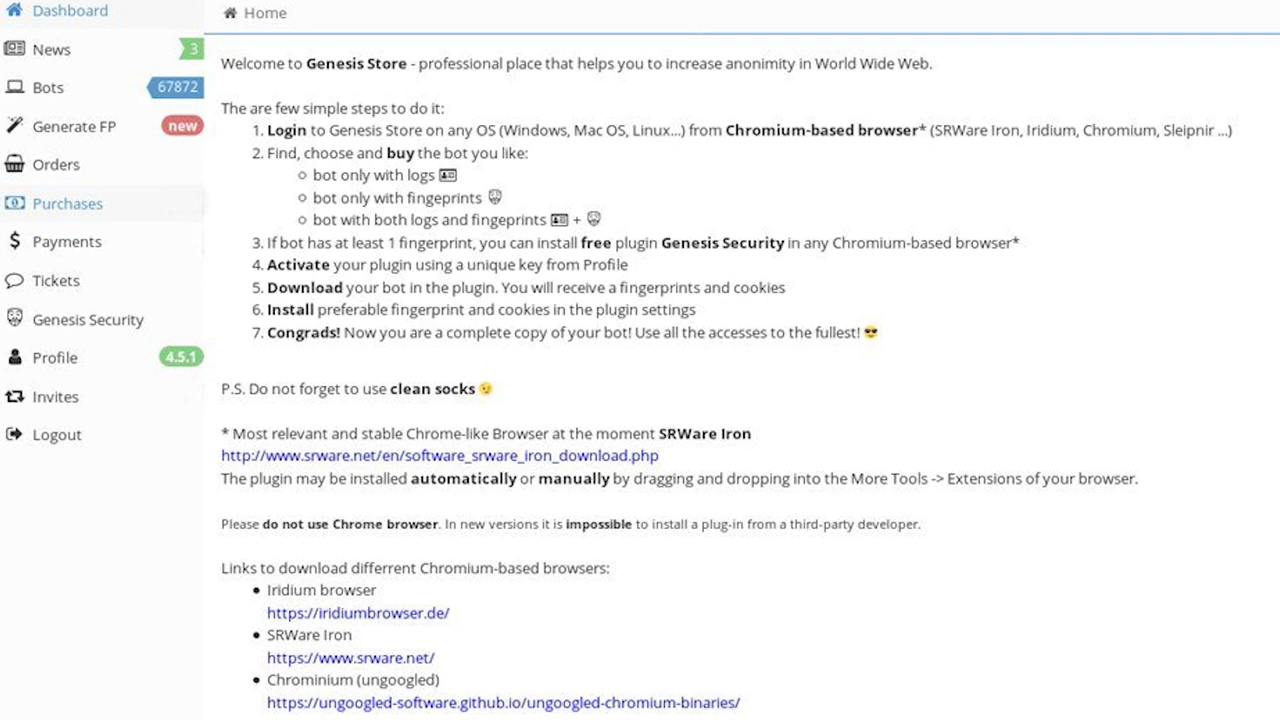 Dashboard
Home
News 3
Bots 67872
Generate FP new
Orders
Purchases
Payments
Tickets
Genesis Security
Profile 4.5.1
Invites
Logout
Welcome to Genesis Store - professional place that helps you to increase anonimity in World Wide Web.
The are few simple steps to do it:
1. Login to Genesis Store on any OS (Windows, Mac OS, Linux...) from Chromium-based browser* (SRWare Iron, Iridium, Chromium, Sleipnir ...)
2. Find, choose and buy the bot you like:
bot only with logs
bot only with fingeprints
bot with both logs and fingeprints +
3. If bot has at least 1 fingerprint, you can install free plugin Genesis Security in any Chromium-based browser*
4. Activate your plugin using a unique key from Profile
5. Download your bot in the plugin. You will receive a fingerprints and cookies
6. Install preferable fingerprint and cookies in the plugin settings
7. Congrads! Now you are a complete copy of your bot! Use all the accesses to the fullest! 😎
P.S. Do not forget to use clean socks 😉
* Most relevant and stable Chrome-like Browser at the moment SRWare Iron
http://www.srware.net/en/software_srware_iron_download.php
The plugin may be installed automatically or manually by dragging and dropping into the More Tools -> Extensions of your browser.
Please do not use Chrome browser. In new versions it is impossible to install a plug-in from a third-party developer.
Links to download differrent Chromium-based browsers:
• Iridium browser
https://iridiumbrowser.de/
• SRWare Iron
https://www.srware.net/
• Chrominium (ungoogled)
https://ungoogled-software.github.io/ungoogled-chromium-binaries/